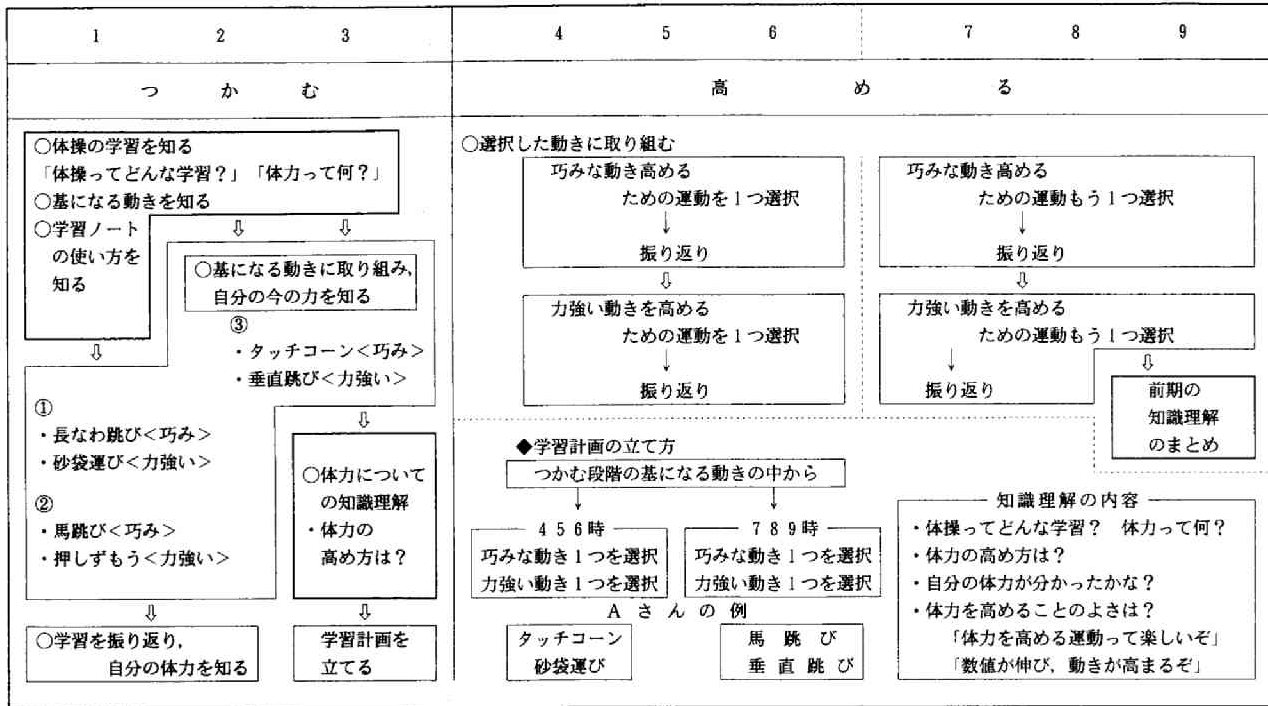 1 2 3 4 5 6 7 8 9
つかむ
高める
○体操の学習を知る
「体操ってどんな学習？」「体力って何？」
○基になる動きを知る
○学習ノート
の使い方を
知る
⇩ ⇩
○基になる動きに取り組み、
自分の今の力を知る
③
・タッチコーン<巧み>
・垂直跳び<力強い>
⇩
①
・長なわ跳び<巧み>
・砂袋運び<力強い>
②
・馬跳び<巧み>
・押しずもう<力強い>
⇩
○体力について
の知識理解
・体力の
高め方は？
⇩
○学習を振り返り，
自分の体力を知る
⇩
学習計画を
立てる
○選択した動きに取り組む
巧みな動き高める
ための運動を１つ選択
↓
振り返り
⇩
力強い動きを高める
ための運動を１つ選択
↓
振り返り
巧みな動き高める
ための運動もう１つ選択
↓
振り返り
⇩
力強い動きを高める
ための運動もう１つ選択
↓
振り返り
⇩
前期の
知識理解
のまとめ
◆学習計画の立て方
つかむ段階の基になる動きの中から
４５６時
巧みな動き１つを選択
力強い動き１つを選択
７８９時
巧みな動き１つを選択
力強い動き１つを選択
Ａさんの例
タッチコーン
砂袋運び
馬跳び
垂直跳び
知識理解の内容
・体操ってどんな学習？ 体力って何？
・体力の高め方は？
・自分の体力が分かったかな？
・体力を高めることのよさは？
「体力を高める運動って楽しいぞ」
「数値が伸び，動きが高まるぞ」